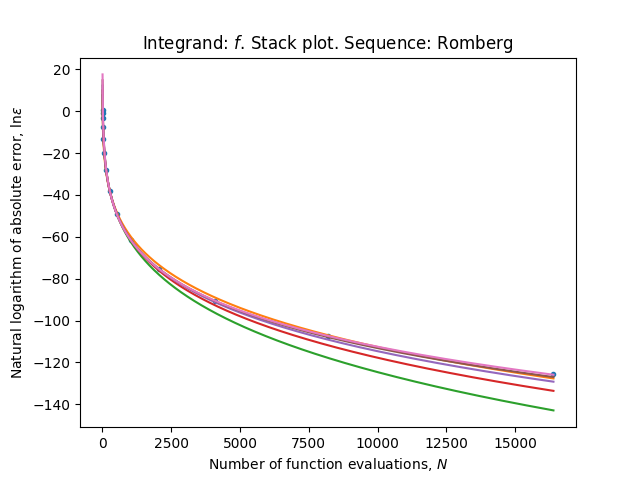 Integrand: f. Stack plot. Sequence: Romberg
Natural logarithm of absolute error, lnε
20
0
−20
−40
−60
−80
−100
−120
−140
0 2500 5000 7500 10000 12500 15000
Number of function evaluations, N